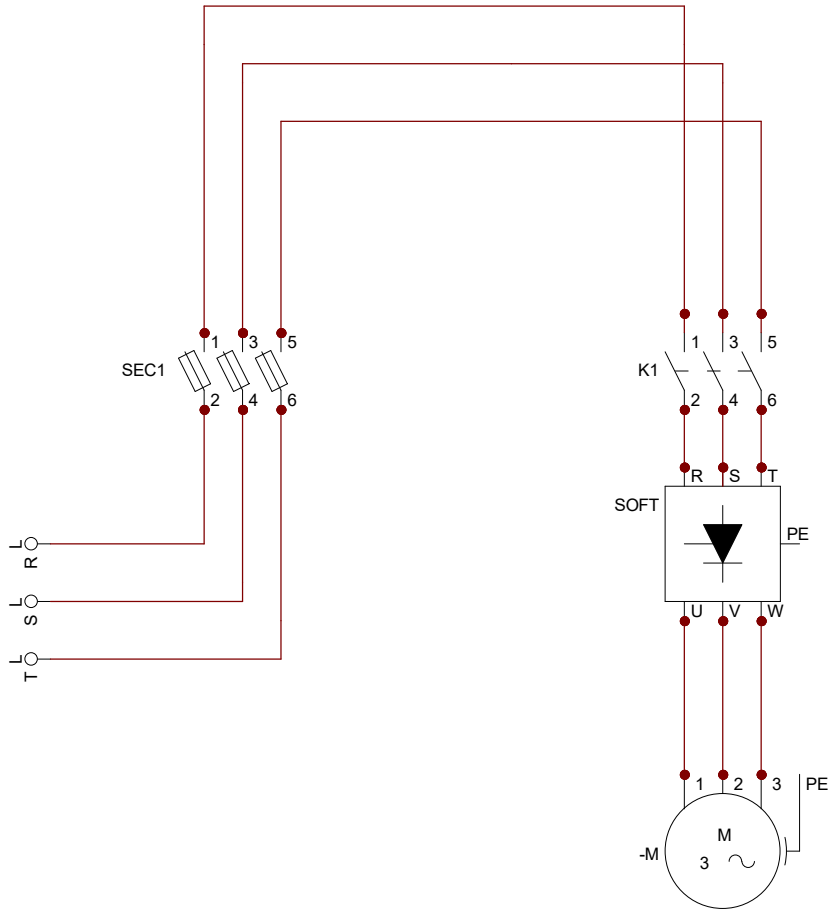 1 3 5
SEC1
2 4 6
1 3 5
K1
2 4 6
R S T
SOFT
PE
U V W
L R
L S
L T
1 2 3 PE
M
-M
3